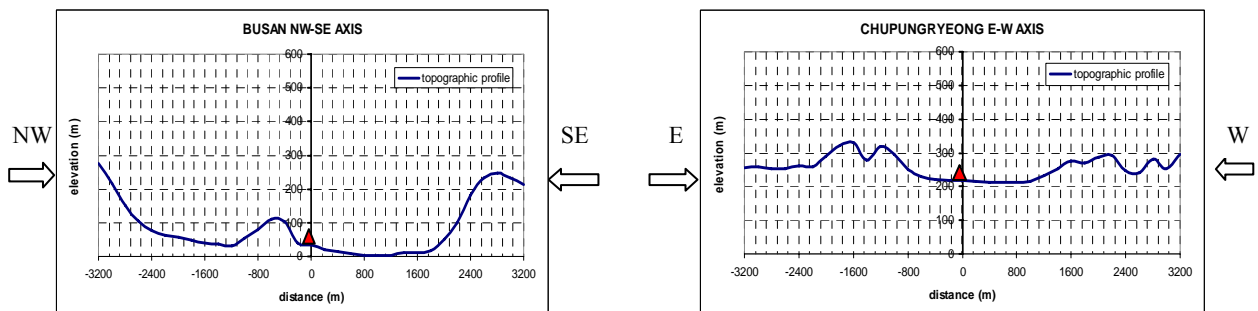 BUSAN NW-SE AXIS
600
500
400
300
200
100
0
topographic profile
elevation (m)
-3200 -2400 -1600 -800 0 800 1600 2400 3200
distance (m)
NW
SE
CHUPUNGRYEONG E-W AXIS
600
500
400
300
200
100
0
topographic profile
elevation (m)
-3200 -2400 -1600 -800 0 800 1600 2400 3200
distance (m)
E
W